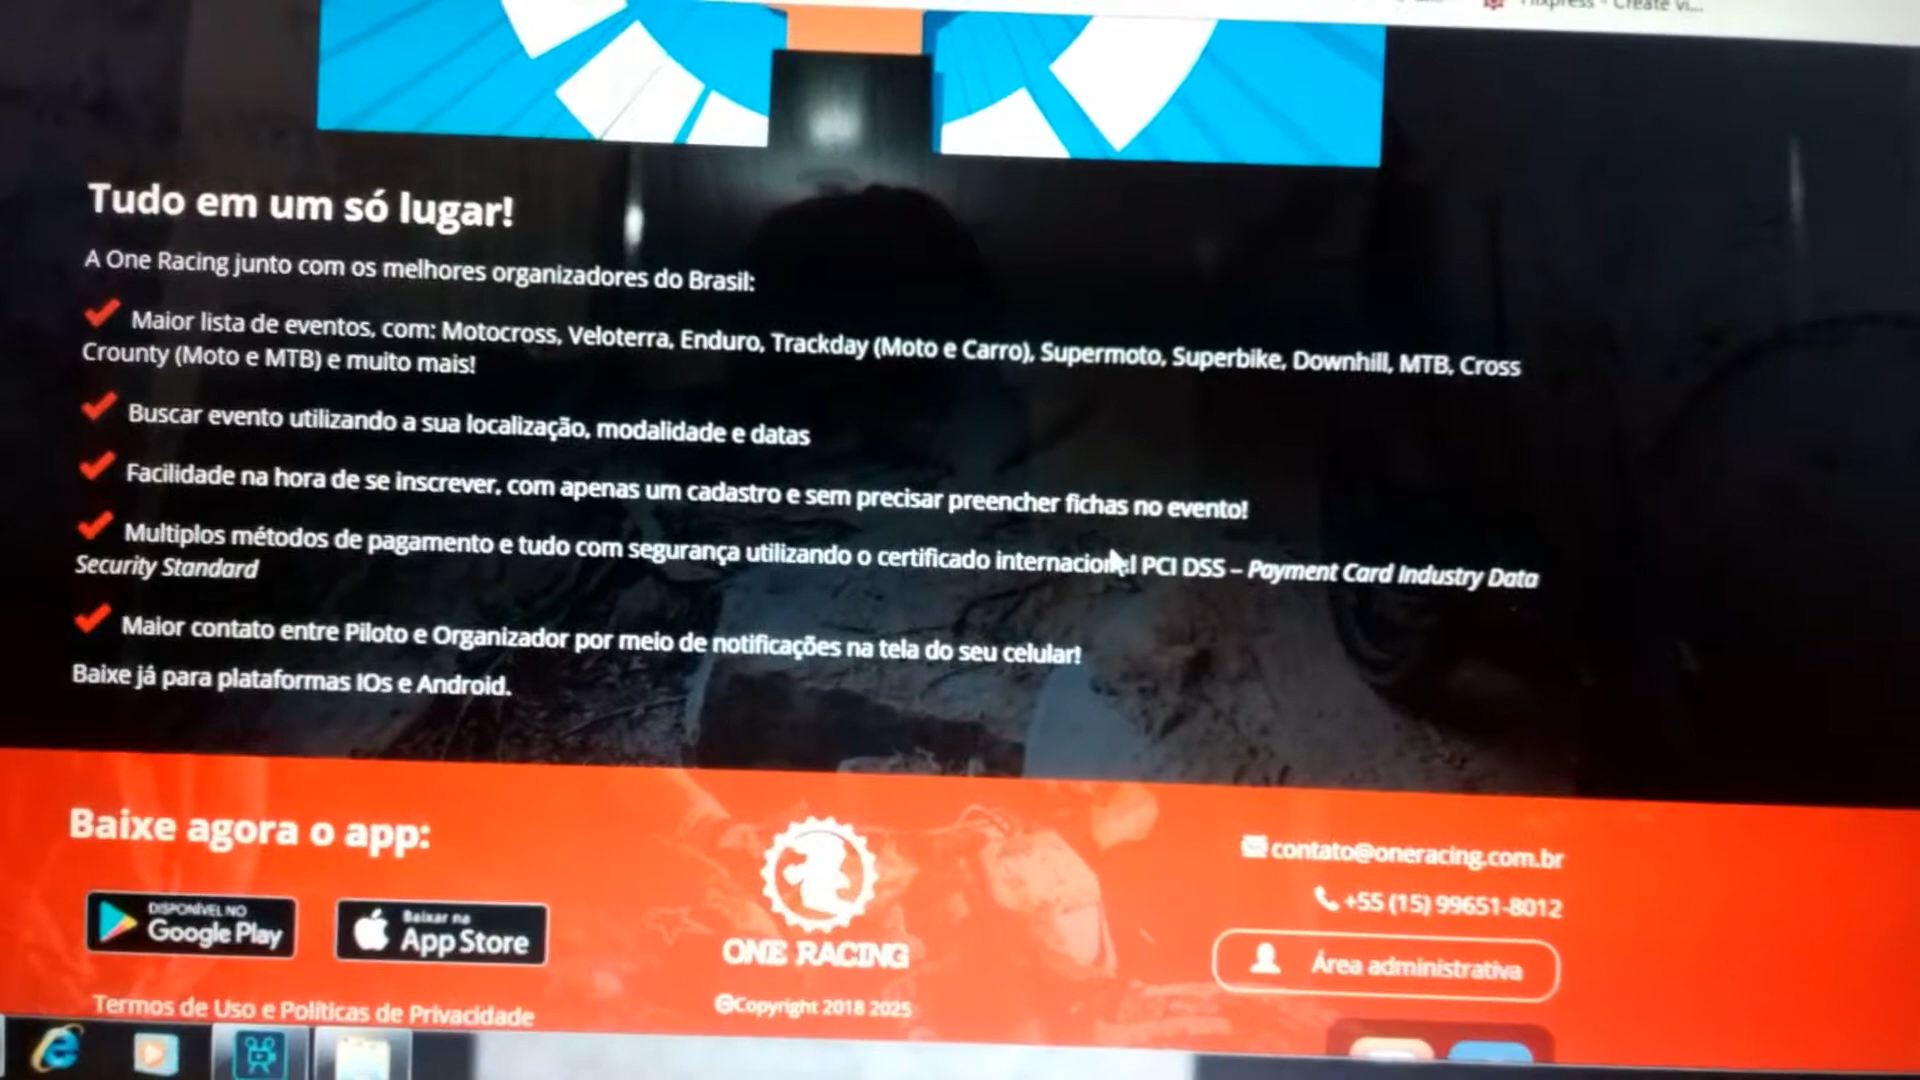 Create Vi...
Tudo em um só lugar!
A One Racing junto com os melhores organizadores do Brasil:
Maior lista de eventos, com: Motocross, Veloterra, Enduro, Trackday (Moto e Carro), Supermoto, Superbike, Downhill, MTB, Cross
Crounty (Moto e MTB) e muito mais!
Buscar evento utilizando a sua localização, modalidade e datas
Facilidade na hora de se inscrever, com apenas um cadastro e sem precisar preencher fichas no evento!
Multiplos métodos de pagamento e tudo com segurança utilizando o certificado internacional PCI DSS – Payment Card Industry Data
Security Standard
Maior contato entre Piloto e Organizador por meio de notificações na tela do seu celular!
Baixe já para plataformas IOs e Android.
Baixe agora o app:
DISPONÍVEL NO
Google Play
Baixar na
App Store
Termos de Uso e Políticas de Privacidade
ONE RACING
©Copyright 2018 2025
contato@oneracing.com.br
+55 (15) 99651-8012
Área administrativa